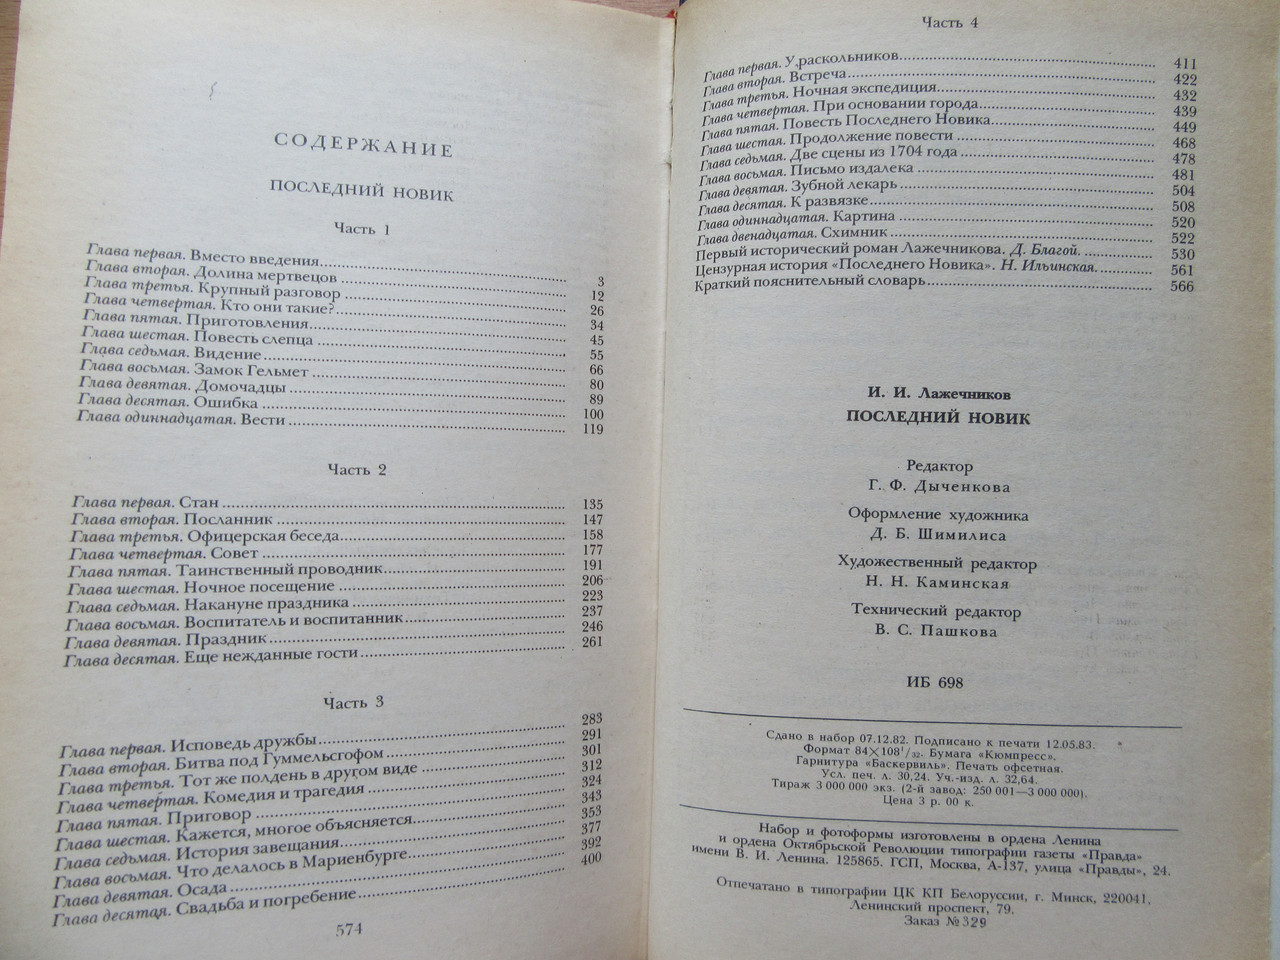 СОДЕРЖАНИЕ
ПОСЛЕДНИЙ НОВИК
Часть 1
Глава первая. Вместо введения 3
Глава вторая. Долина мертвецов 12
Глава третья. Крупный разговор 26
Глава четвертая. Кто они такие? 34
Глава пятая. Приготовления 45
Глава шестая. Повесть слепца 55
Глава седьмая. Видение 66
Глава восьмая. Замок Гельмет 80
Глава девятая. Домочадцы 89
Глава десятая. Ошибка 100
Глава одиннадцатая. Вести 119
Часть 2
Глава первая. Стан 135
Глава вторая. Посланник 147
Глава третья. Офицерская беседа 158
Глава четвертая. Совет 177
Глава пятая. Таинственный проводник 191
Глава шестая. Ночное посещение 206
Глава седьмая. Накануне праздника 223
Глава восьмая. Воспитатель и воспитанник 237
Глава девятая. Праздник 246
Глава десятая. Еще нежданные гости 261
Часть 3
Глава первая. Исповедь дружбы 283
Глава вторая. Битва под Гуммельсгофом 291
Глава третья. Тот же полдень в другом виде 301
Глава четвертая. Комедия и трагедия 312
Глава пятая. Приговор 324
Глава шестая. Кажется, многое объясняется 343
Глава седьмая. История завещания 353
Глава восьмая. Что делалось в Мариенбурге 377
Глава девятая. Осада 392
Глава десятая. Свадьба и погребение 400
574
Часть 4
Глава первая. У раскольников 411
Глава вторая. Встреча 422
Глава третья. Ночная экспедиция 432
Глава четвертая. При основании города 439
Глава пятая. Повесть Последнего Новика 449
Глава шестая. Продолжение повести 468
Глава седьмая. Две сцены из 1704 года 478
Глава восьмая. Письмо издалека 481
Глава девятая. Зубной лекарь 504
Глава десятая. К развязке 508
Глава одиннадцатая. Картина 520
Глава двенадцатая. Схимник 522
Первый исторический роман Лажечникова. Д. Благой. 530
Цензурная история «Последнего Новика». Н. Ильинская. 561
Краткий пояснительный словарь 566
И. И. Лажечников
ПОСЛЕДНИЙ НОВИК
Редактор
Г. Ф. Дыченкова
Оформление художника
Д. Б. Шимилиса
Художественный редактор
Н. Н. Каминская
Технический редактор
В. С. Пашкова
ИБ 698
Сдано в набор 07.12.82. Подписано к печати 12.05.83.
Формат 84×108¹/₃₂. Бумага «Кюмпресс».
Гарнитура «Баскервиль». Печать офсетная.
Усл. печ. л. 30,24. Уч.-изд. л. 32,64.
Тираж 3 000 000 экз. (2-й завод: 250 001—3 000 000).
Цена 3 р. 00 к.
Набор и фотоформы изготовлены в ордена Ленина
и ордена Октябрьской Революции типографии газеты «Правда»
имени В. И. Ленина. 125865. ГСП, Москва, А-137, улица «Правды», 24.
Отпечатано в типографии ЦК КП Белоруссии, г. Минск, 220041,
Ленинский проспект, 79.
Заказ № 329